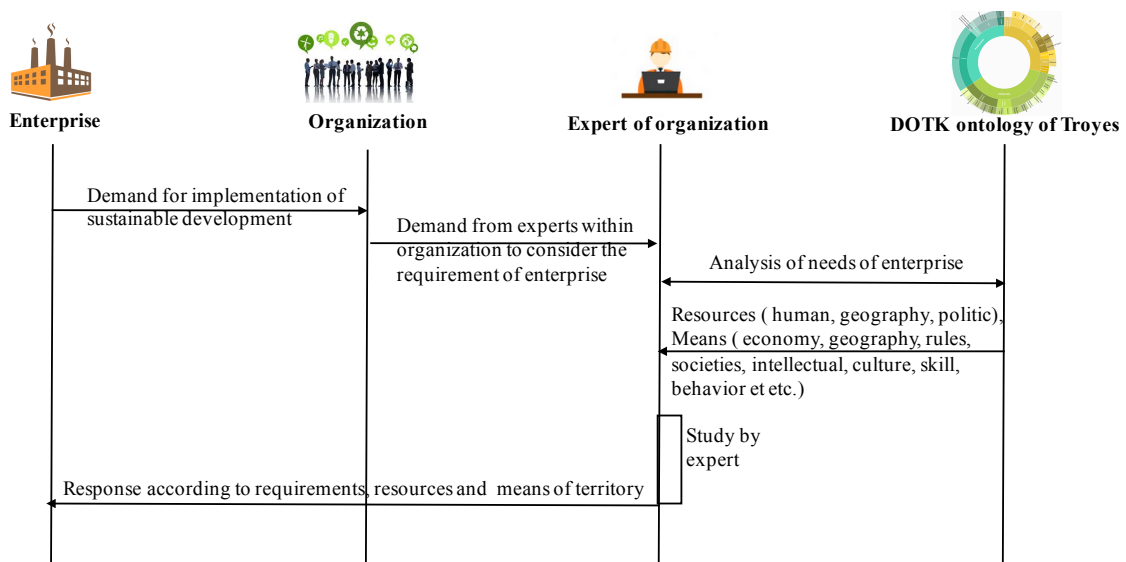 Enterprise
Organization
Expert of organization
DOTK ontology of Troyes
Demand for implementation of
sustainable development
Demand from experts within
organization to consider the
requirement of enterprise
Analysis of needs of enterprise
Resources ( human, geography, politic),
Means ( economy, geography, rules,
societies, intellectual, culture, skill,
behavior et etc.)
Study by
expert
Response according to requirements, resources and means of territory